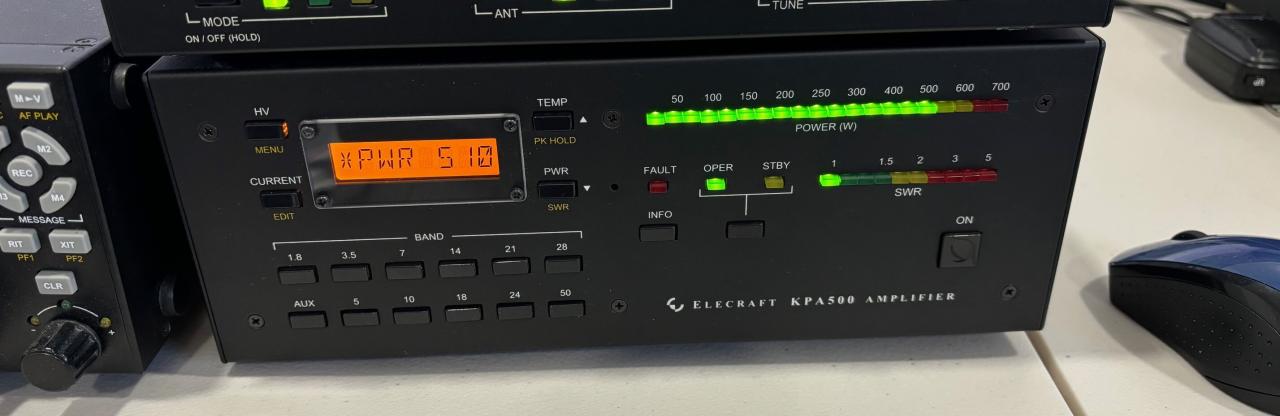 MODE
ON / OFF (HOLD)
ANT
TUNE
M►V
AF PLAY
M2
REC
M4
MESSAGE
RIT
XIT
PF1
PF2
CLR
HV
MENU
CURRENT
EDIT
PWR 510
TEMP
PK HOLD
PWR
SWR
BAND
1.8 3.5 7 14 21 28
AUX 5 10 18 24 50
50 100 150 200 250 300 400 500 600 700
POWER (W)
FAULT
OPER
STBY
INFO
1 1.5 2 3 5
SWR
ON
ELECRAFT KPA500 AMPLIFIER